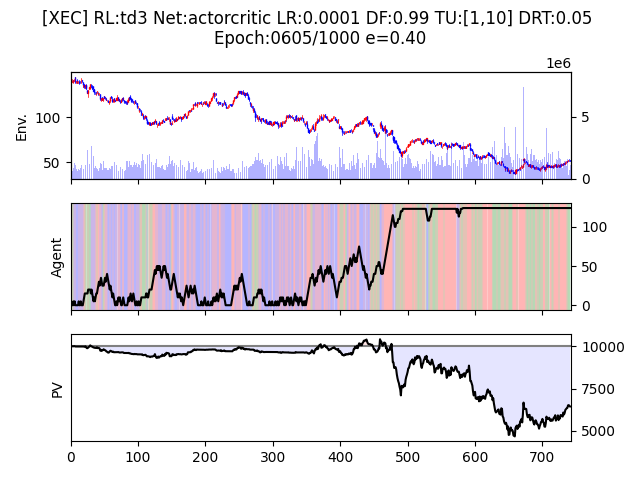 [XEC] RL:td3 Net:actorcritic LR:0.0001 DF:0.99 TU:[1,10] DRT:0.05
Epoch:0605/1000 e=0.40
1e6
Env.
100
50
5
0
Agent
100
50
0
PV
10000
7500
5000
0 100 200 300 400 500 600 700